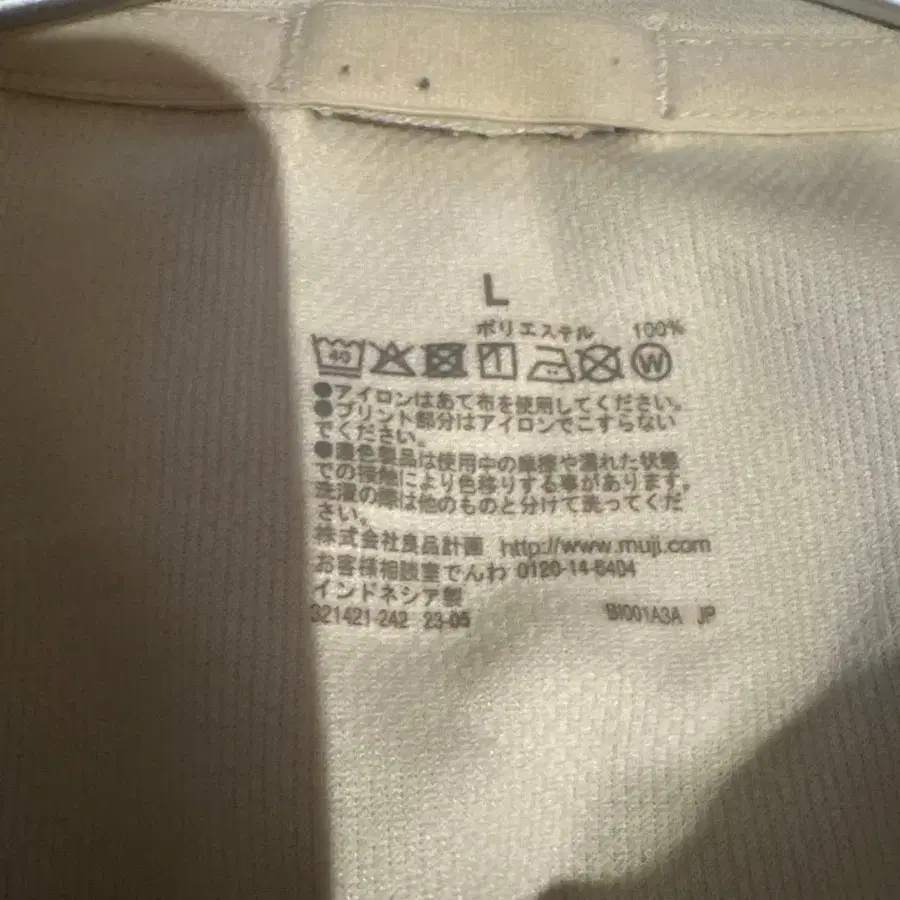 L
ポリエステル 100%
40 W
●アイロンはあて布を使用してください。
●プリント部分はアイロンでこすらない
でください。
●濃色製品は使用中の摩擦や濡れた状態
での接触により色移りする事があります。
洗濯の際は他のものと分けて洗ってくだ
さい。
株式会社良品計画 http://www.muji.com
お客様相談室でんわ 0120-14-6404
インドネシア製
321421-242 23-05 BI001A3A JP